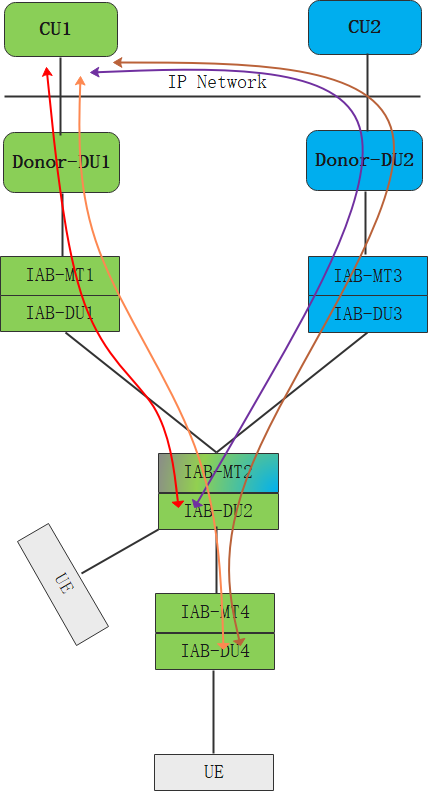 CU1
CU2
IP Network
Donor-DU1
Donor-DU2
IAB-MT1
IAB-DU1
IAB-MT3
IAB-DU3
IAB-MT2
IAB-DU2
UE
IAB-MT4
IAB-DU4
UE